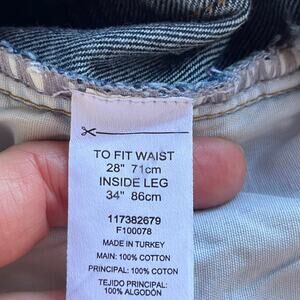 TO FIT WAIST
28" 71cm
INSIDE LEG
34" 86cm
117382679
F100078
MADE IN TURKEY
MAIN: 100% COTTON
PRINCIPAL: 100% COTON
TEJIDO PRINCIPAL:
100% ALGODÓN